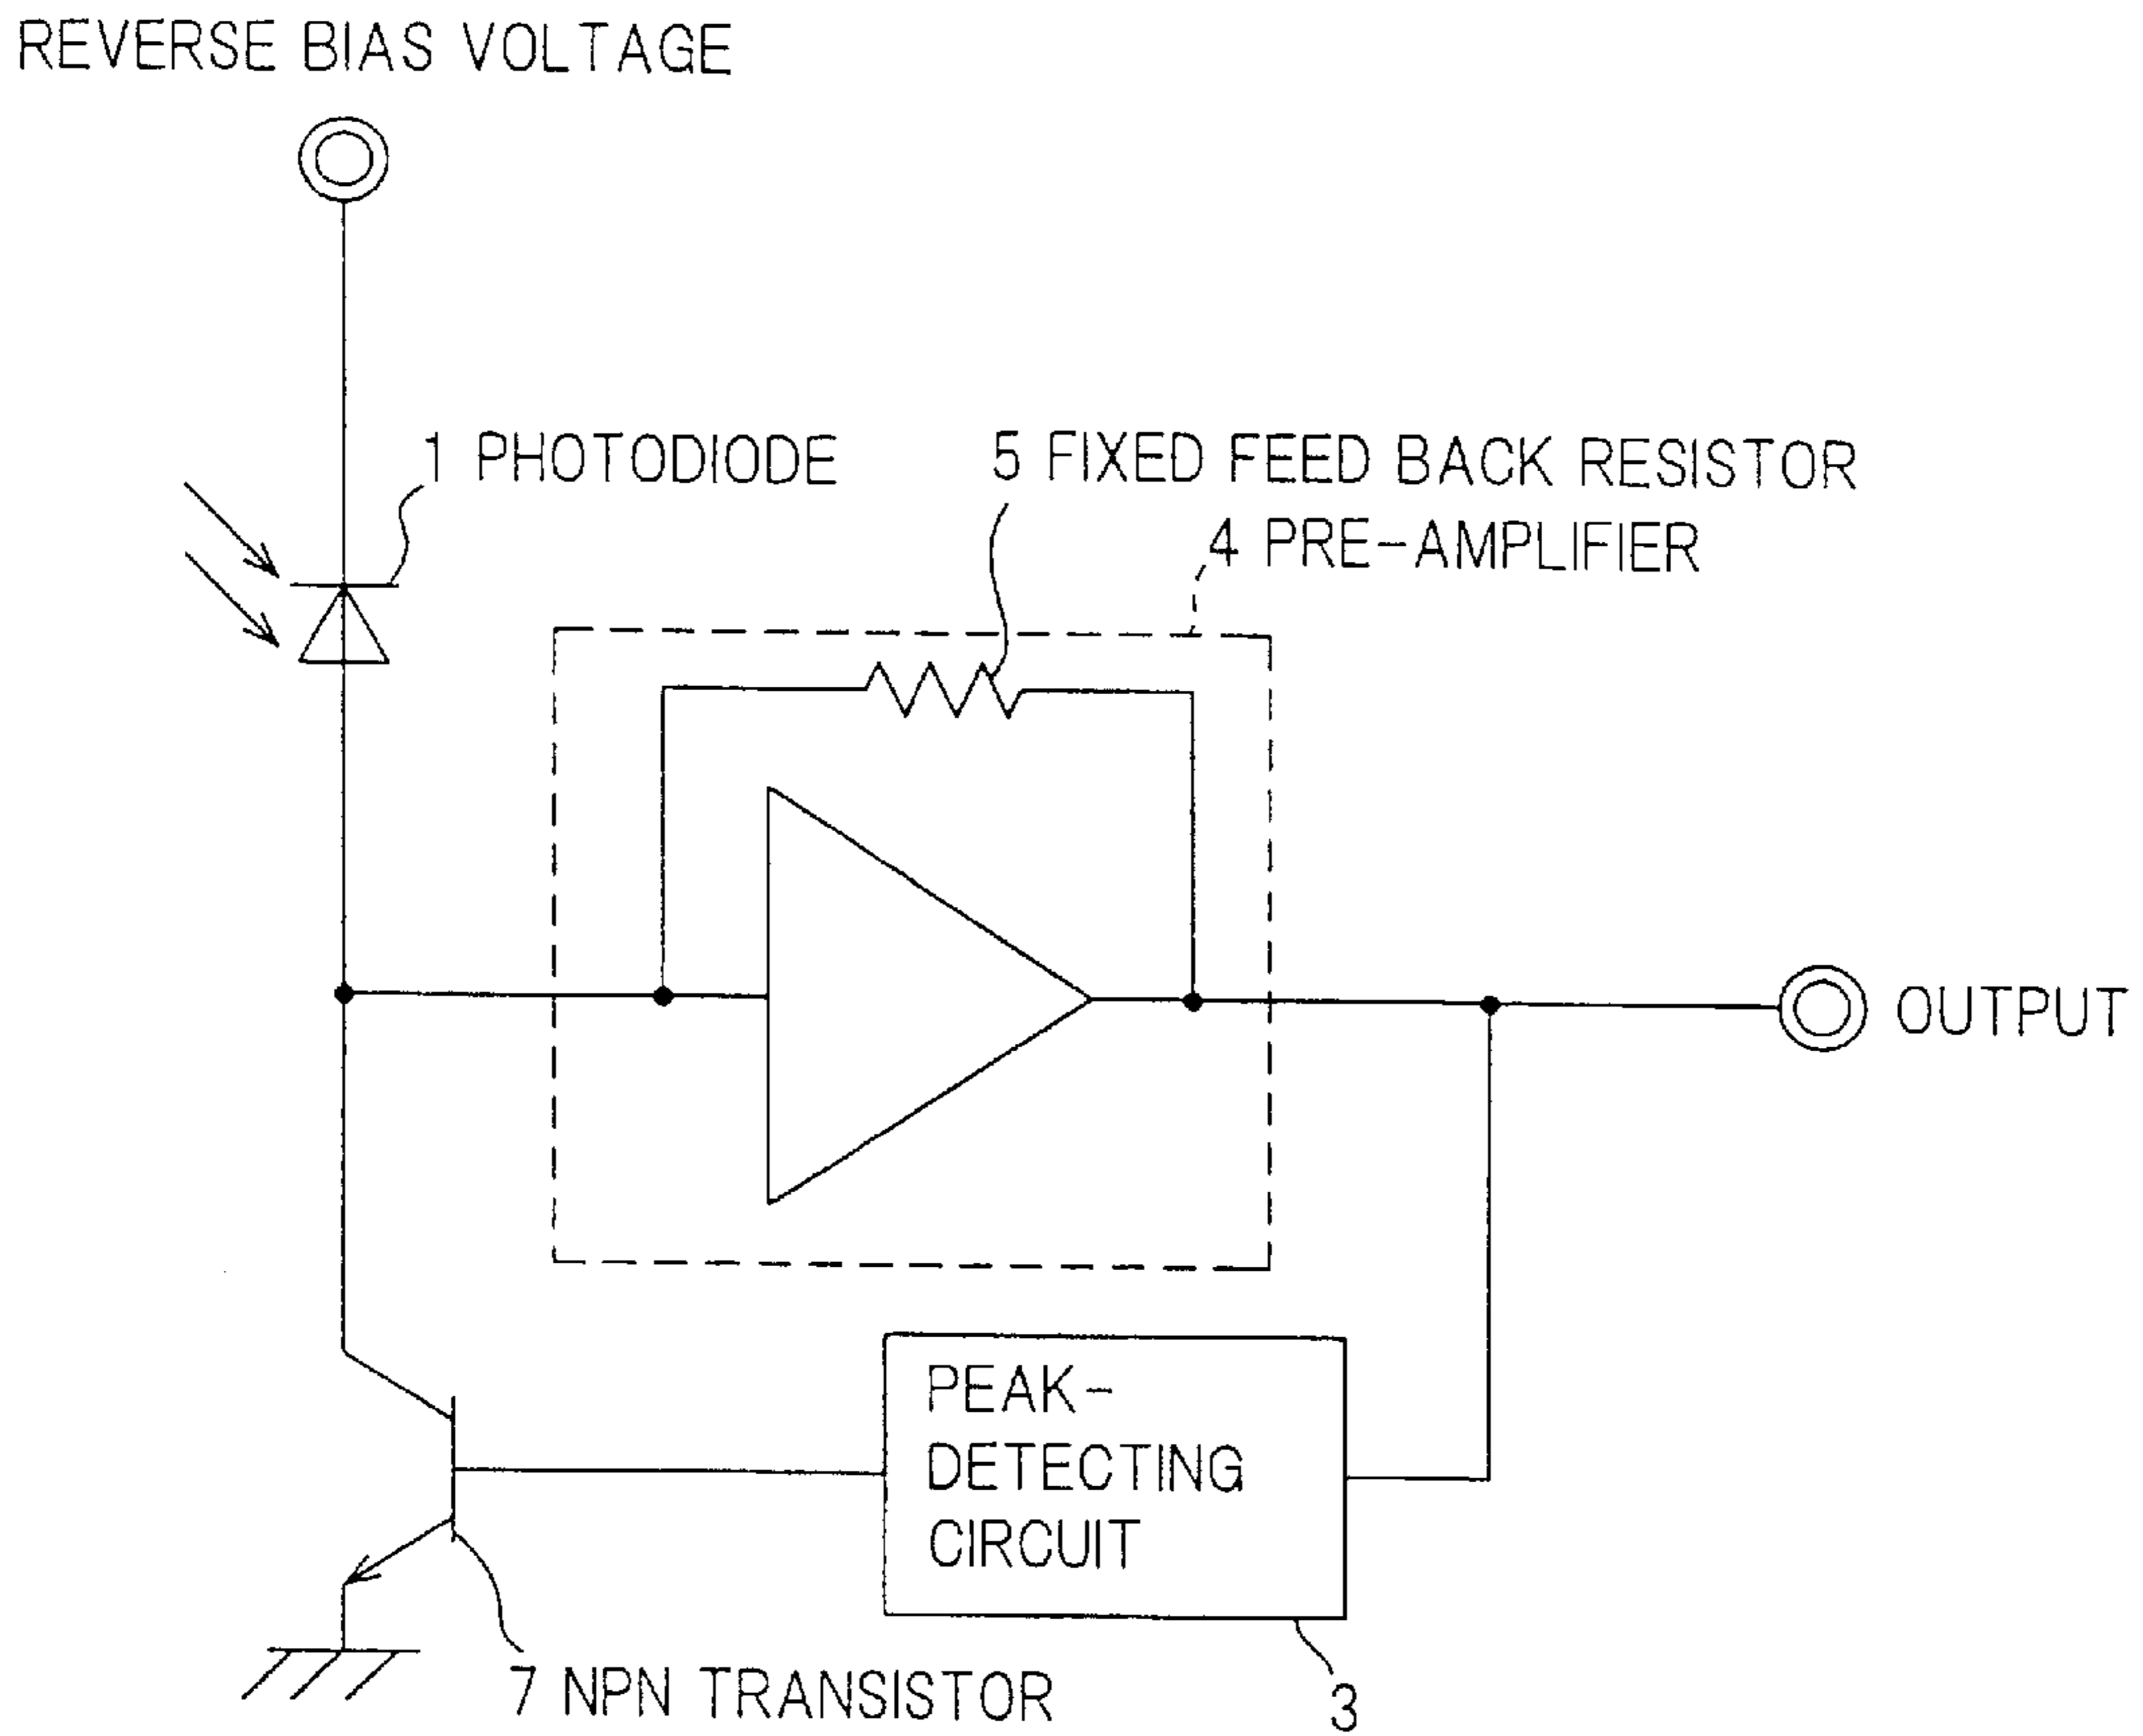 REVERSE BIAS VOLTAGE
1 PHOTODIODE
5 FIXED FEED BACK RESISTOR
4 PRE-AMPLIFIER
OUTPUT
PEAK-
DETECTING
CIRCUIT
7 NPN TRANSISTOR
3